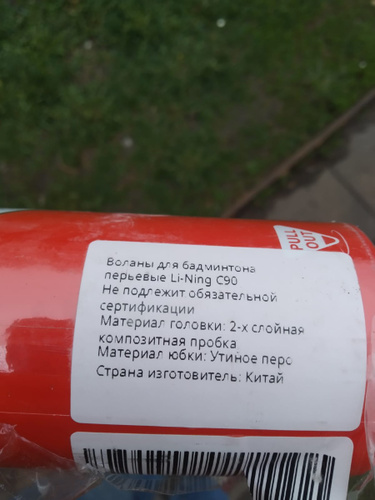 PULL
OUT
Воланы для бадминтона
перьевые Li-Ning C90
Не подлежит обязательной
сертификации
Материал головки: 2-х слойная
композитная пробка
Материал юбки: Утиное перо
Страна изготовитель: Китай